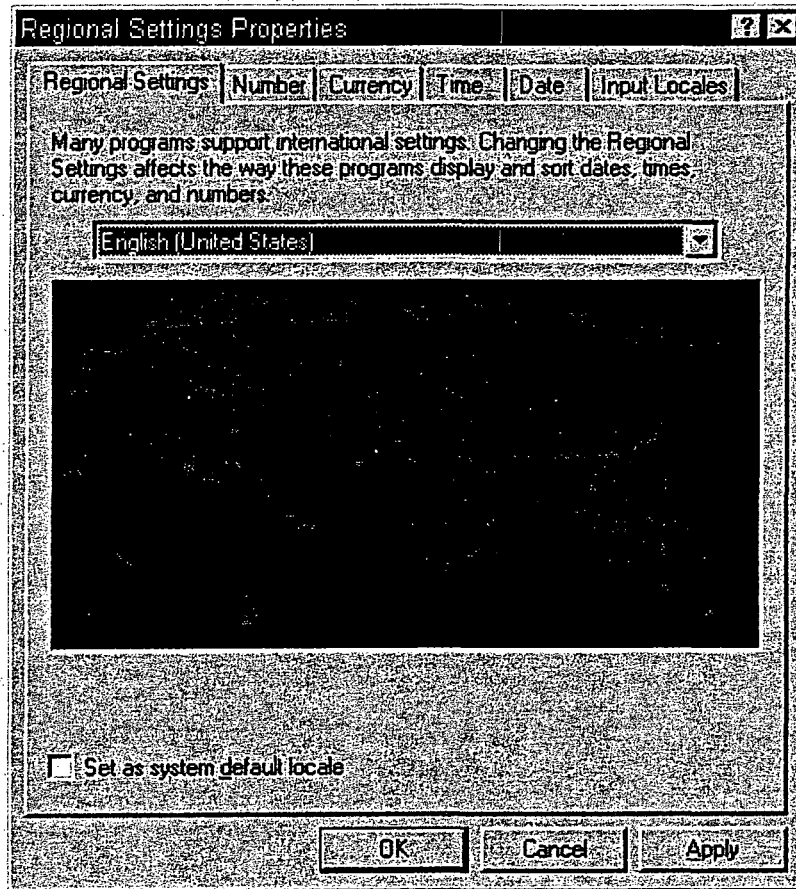 Regional Settings Properties
Regional Settings Number Currency Time Date Input Locales
Many programs support international settings. Changing the Regional
Settings affects the way these programs display and sort dates, times,
currency, and numbers.
English (United States)
Set as system default locale
OK Cancel Apply